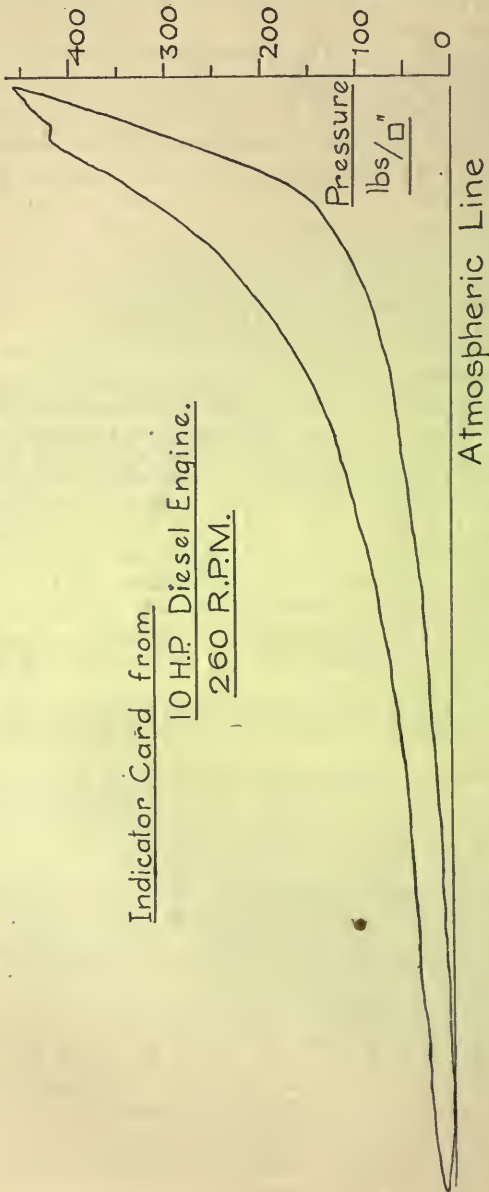 Indicator Card from
10 H.P. Diesel Engine.
260 R.P.M.
400
300
200
100
0
Pressure
lbs/□"
Atmospheric Line